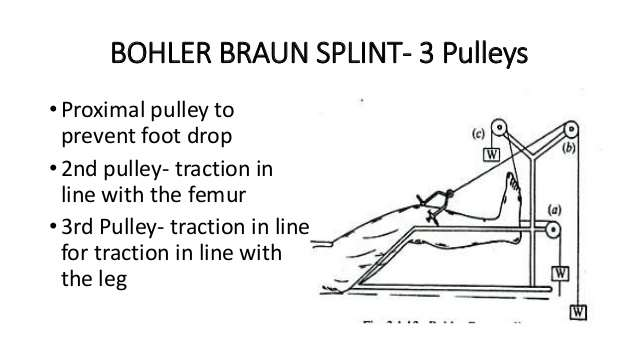 BOHLER BRAUN SPLINT- 3 Pulleys
• Proximal pulley to
prevent foot drop
• 2nd pulley- traction in
line with the femur
• 3rd Pulley- traction in line
for traction in line with
the leg
(c)
(b)
W
(a)
W
W